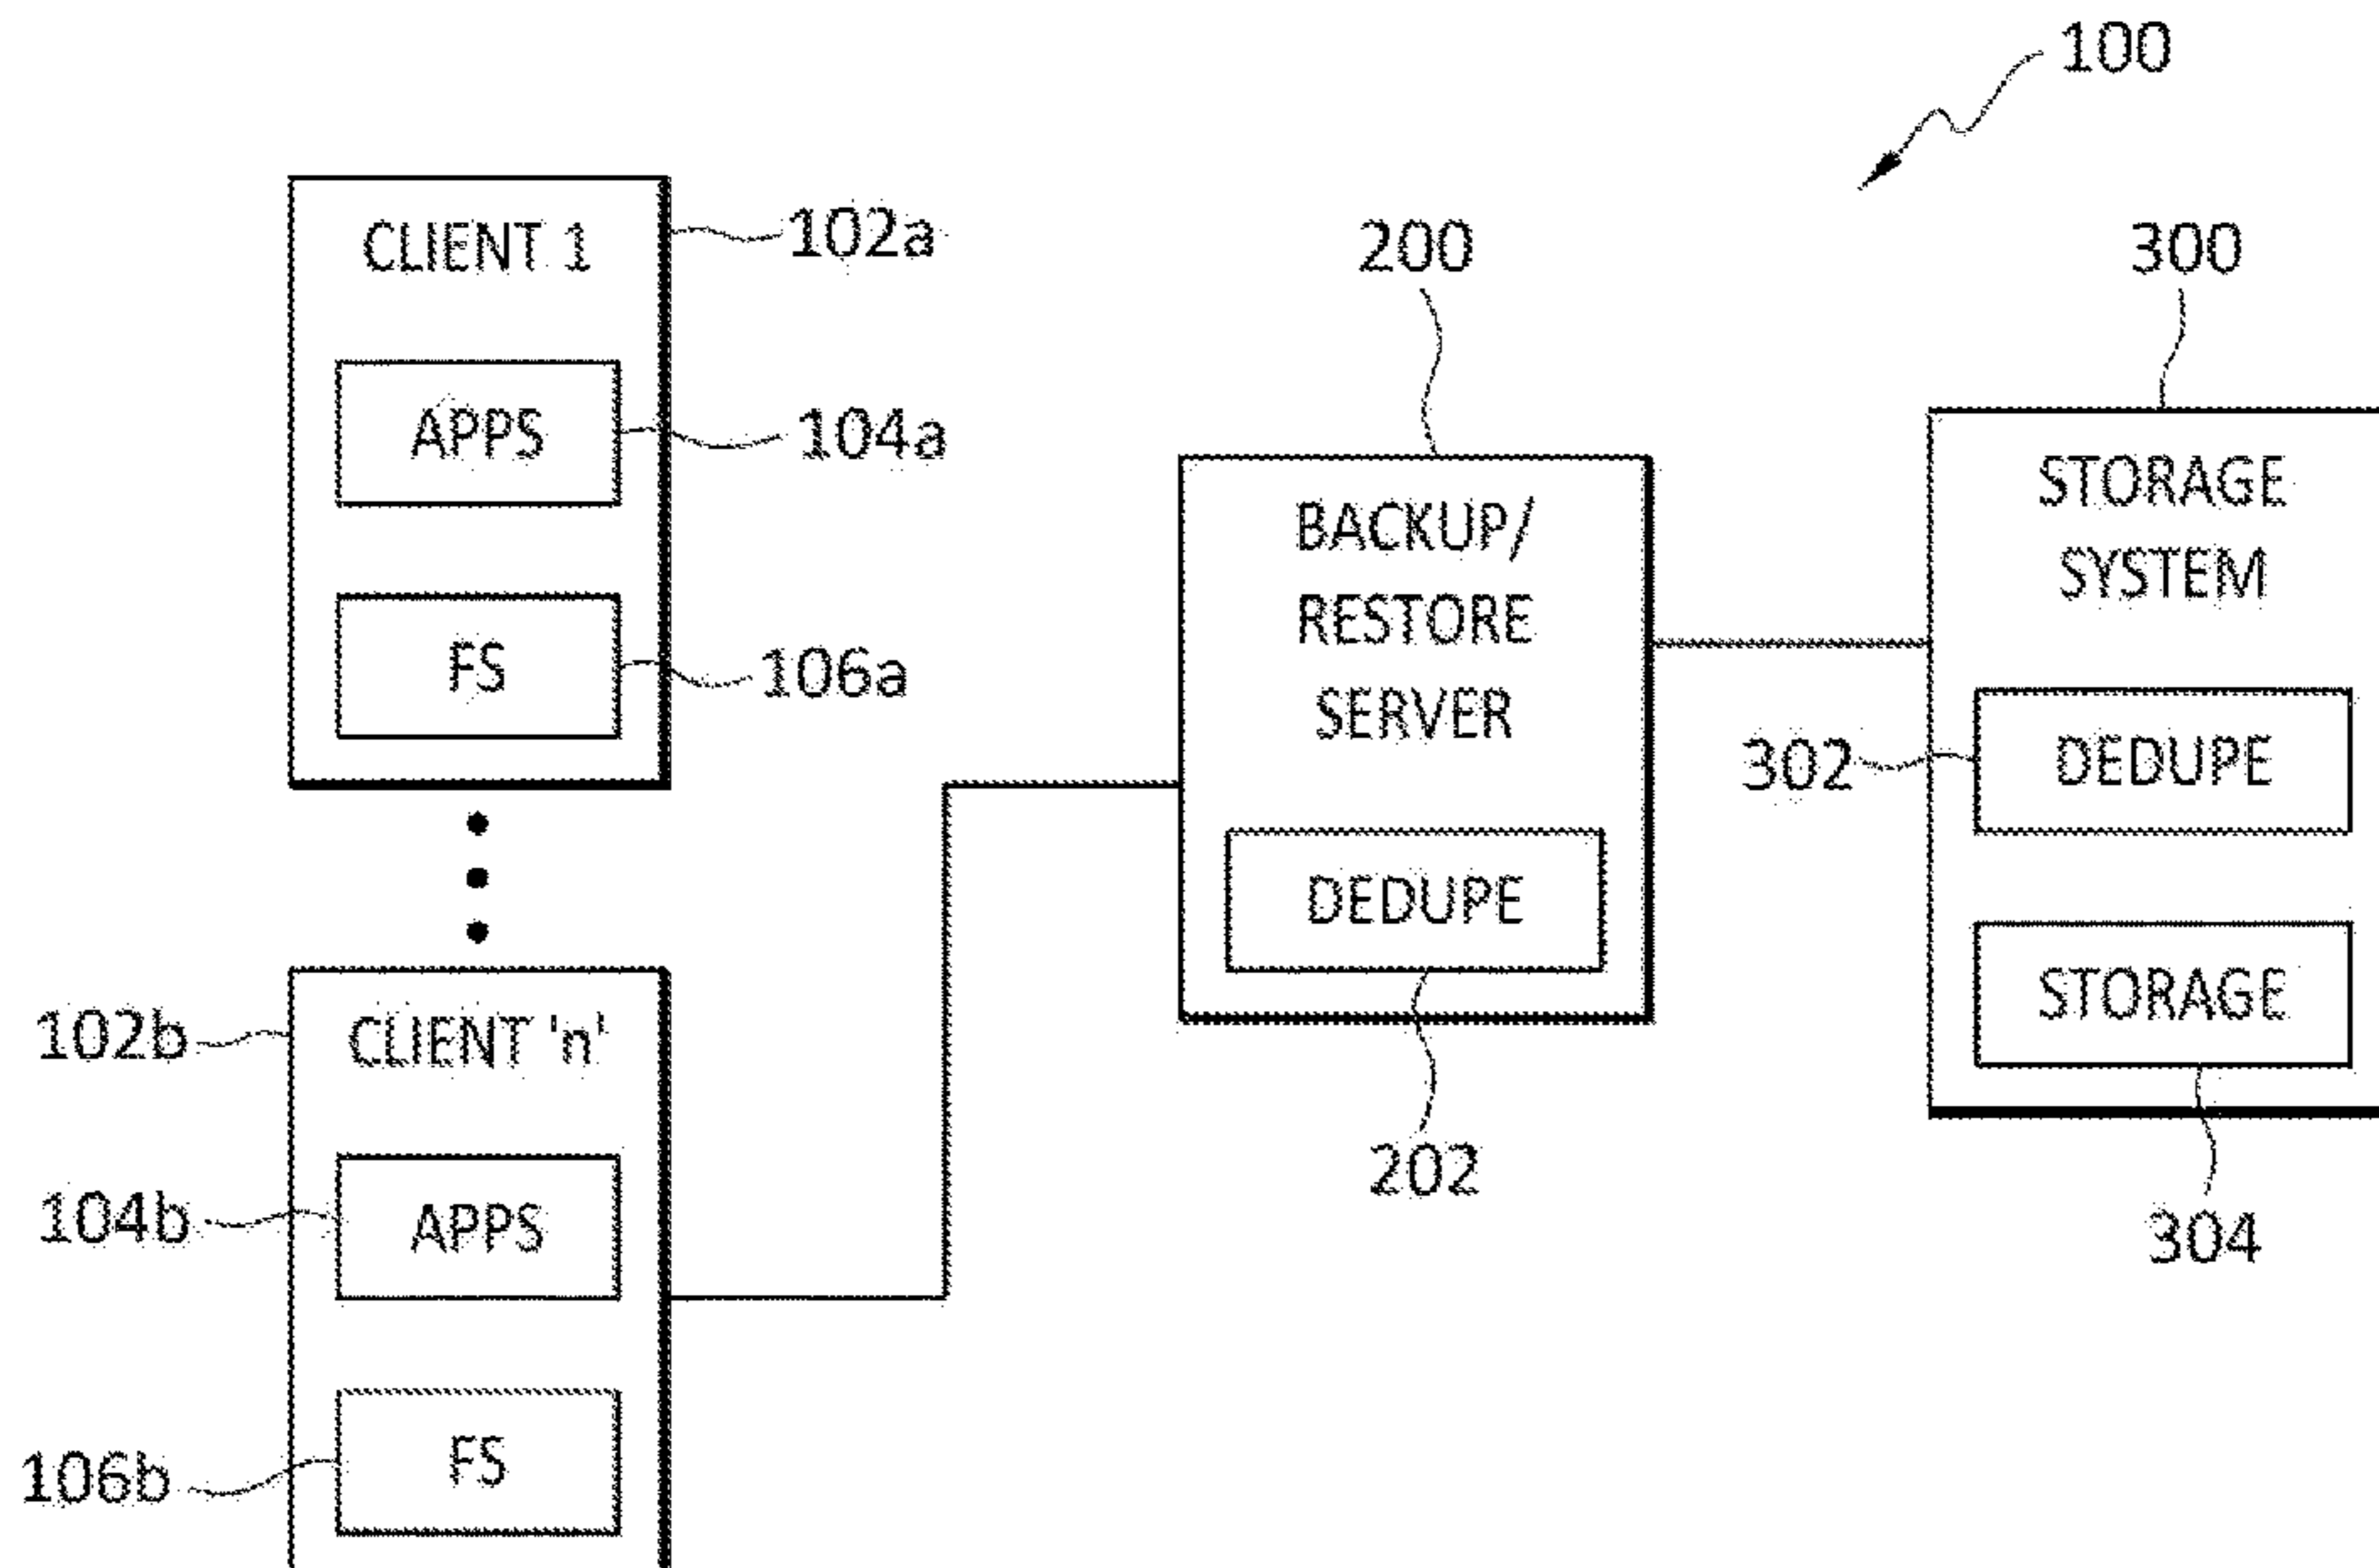 100
CLIENT 1
102a
APPS
104a
FS
106a
102b
CLIENT 'n'
104b
APPS
106b
FS
200
BACKUP/
RESTORE
SERVER
DEDUPE
202
300
STORAGE
SYSTEM
302
DEDUPE
STORAGE
304